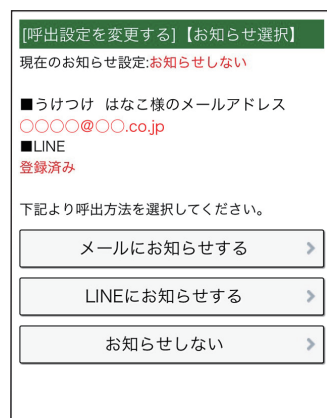 [呼出設定を変更する]【お知らせ選択】
現在のお知らせ設定:お知らせしない
■うけつけ はなこ様のメールアドレス
○○○○@○○.co.jp
■LINE
登録済み
下記より呼出方法を選択してください。
メールにお知らせする
LINEにお知らせする
お知らせしない